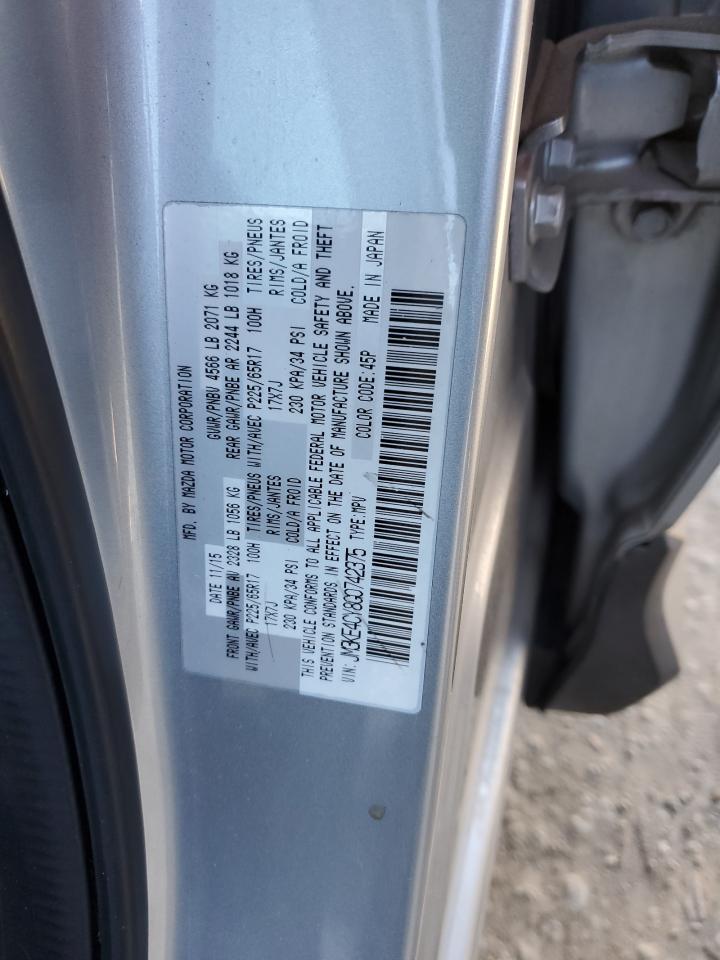 MFD. BY MAZDA MOTOR CORPORATION
DATE 11/15 GVWR/PNBV 4566 LB 2071 KG
FRONT GAWR/PNBE AV 2328 LB 1056 KG REAR GAWR/PNBE AR 2244 LB 1018 KG
WITH/AVEC P225/65R17 100H TIRES/PNEUS WITH/AVEC P225/65R17 100H TIRES/PNEUS
17X7J RIMS/JANTES 17X7J RIMS/JANTES
230 KPA/34 PSI COLD/A FROID 230 KPA/34 PSI COLD/A FROID
THIS VEHICLE CONFORMS TO ALL APPLICABLE FEDERAL MOTOR VEHICLE SAFETY AND THEFT
PREVENTION STANDARDS IN EFFECT ON THE DATE OF MANUFACTURE SHOWN ABOVE.
VIN: JM3KE4CY8G0742375 TYPE:MPV COLOR CODE:45P MADE IN JAPAN